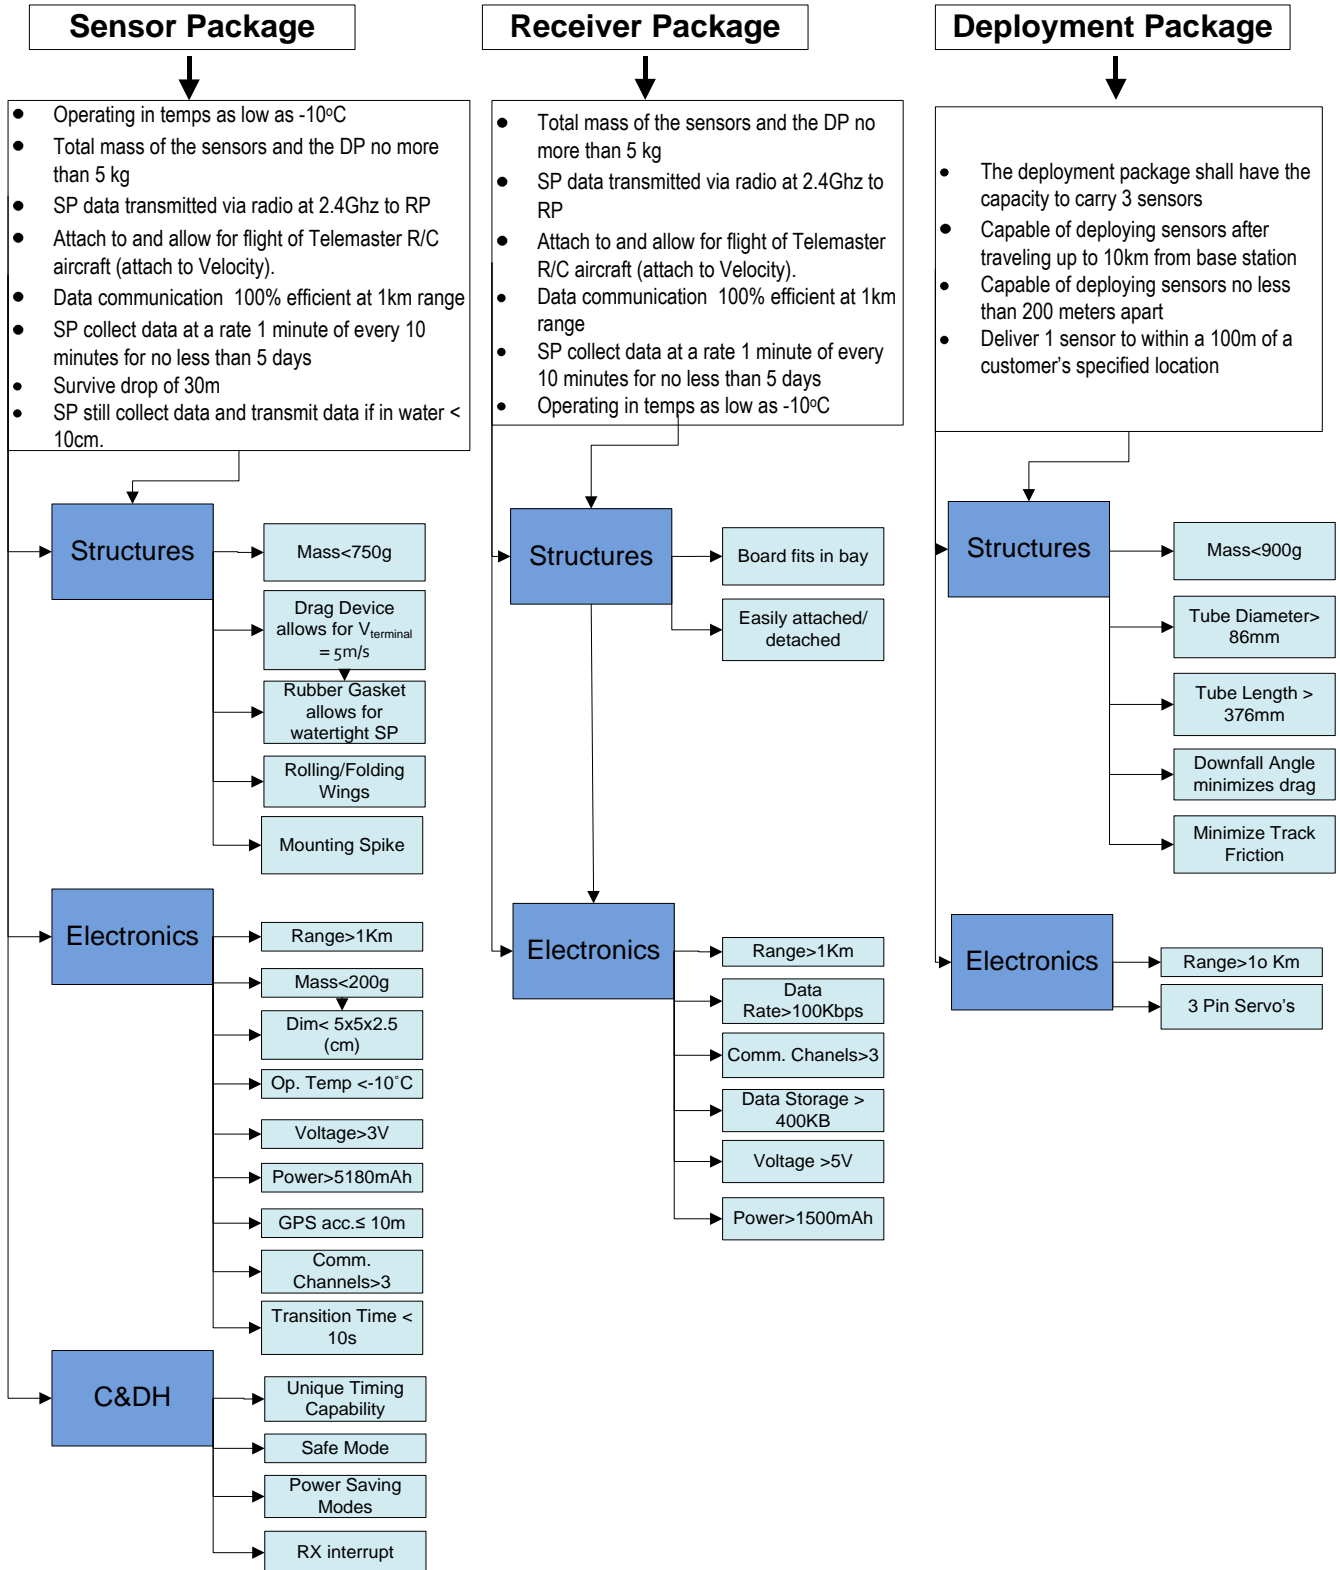 Sensor Package
Operating in temps as low as -10ºC
Total mass of the sensors and the DP no more
than 5 kg
SP data transmitted via radio at 2.4Ghz to RP
Attach to and allow for flight of Telemaster R/C
aircraft (attach to Velocity).
Data communication  100% efficient at 1km range
SP collect data at a rate 1 minute of every 10
minutes for no less than 5 days
Survive drop of 30m
SP still collect data and transmit data if in water <
10cm.
Structures
Mass<750g
Drag Device
allows for Vterminal
= 5m/s
Rubber Gasket
allows for
watertight SP
Rolling/Folding
Wings
Mounting Spike
Electronics
Range>1Km
Mass<200g
Dim< 5x5x2.5
(cm)
Op. Temp <-10˚C
Voltage>3V
Power>5180mAh
GPS acc.≤ 10m
Comm.
Channels>3
Transition Time <
10s
C&DH
Unique Timing
Capability
Safe Mode
Power Saving
Modes
RX interrupt
Receiver Package
Total mass of the sensors and the DP no
more than 5 kg
SP data transmitted via radio at 2.4Ghz to
RP
Attach to and allow for flight of Telemaster
R/C aircraft (attach to Velocity).
Data communication  100% efficient at 1km
range
SP collect data at a rate 1 minute of every
10 minutes for no less than 5 days
Operating in temps as low as -10ºC
Structures
Board fits in bay
Easily attached/
detached
Electronics
Range>1Km
Data
Rate>100Kbps
Comm. Chanels>3
Data Storage >
400KB
Voltage >5V
Power>1500mAh
Deployment Package
The deployment package shall have the
capacity to carry 3 sensors
Capable of deploying sensors after
traveling up to 10km from base station
Capable of deploying sensors no less
than 200 meters apart
Deliver 1 sensor to within a 100m of a
customer’s specified location
Structures
Mass<900g
Tube Diameter>
86mm
Tube Length >
376mm
Downfall Angle
minimizes drag
Minimize Track
Friction
Electronics
Range>1o Km
3 Pin Servo’s